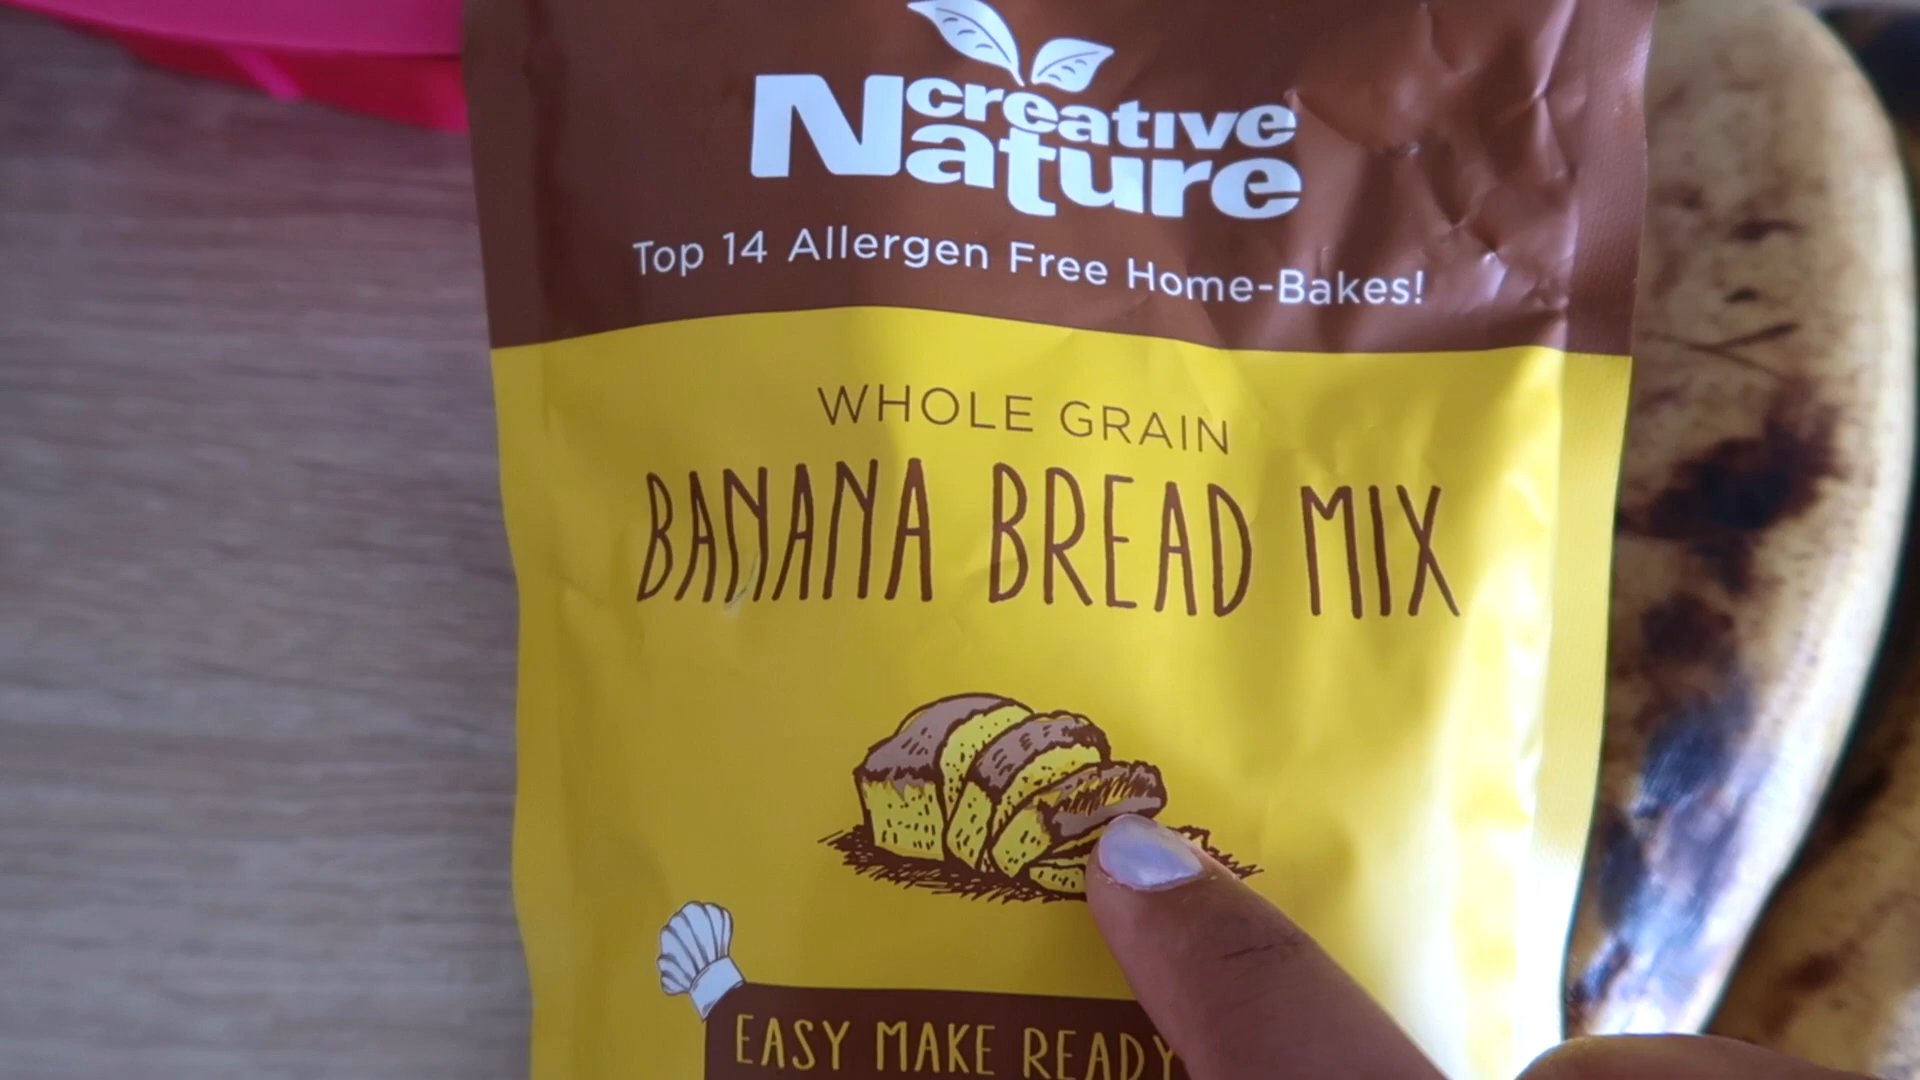 creative
Nature
Top 14 Allergen Free Home-Bakes!
WHOLE GRAIN
BANANA BREAD MIX
EASY MAKE READY